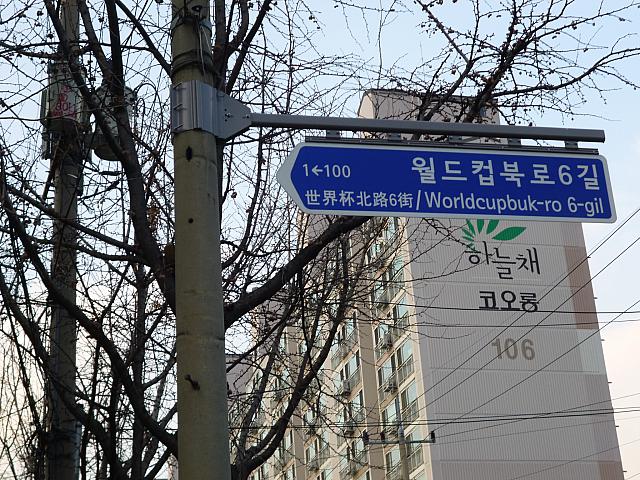 1←100
월드컵북로6길
世界杯北路6街/Worldcupbuk-ro 6-gil
하늘채
코오롱
106